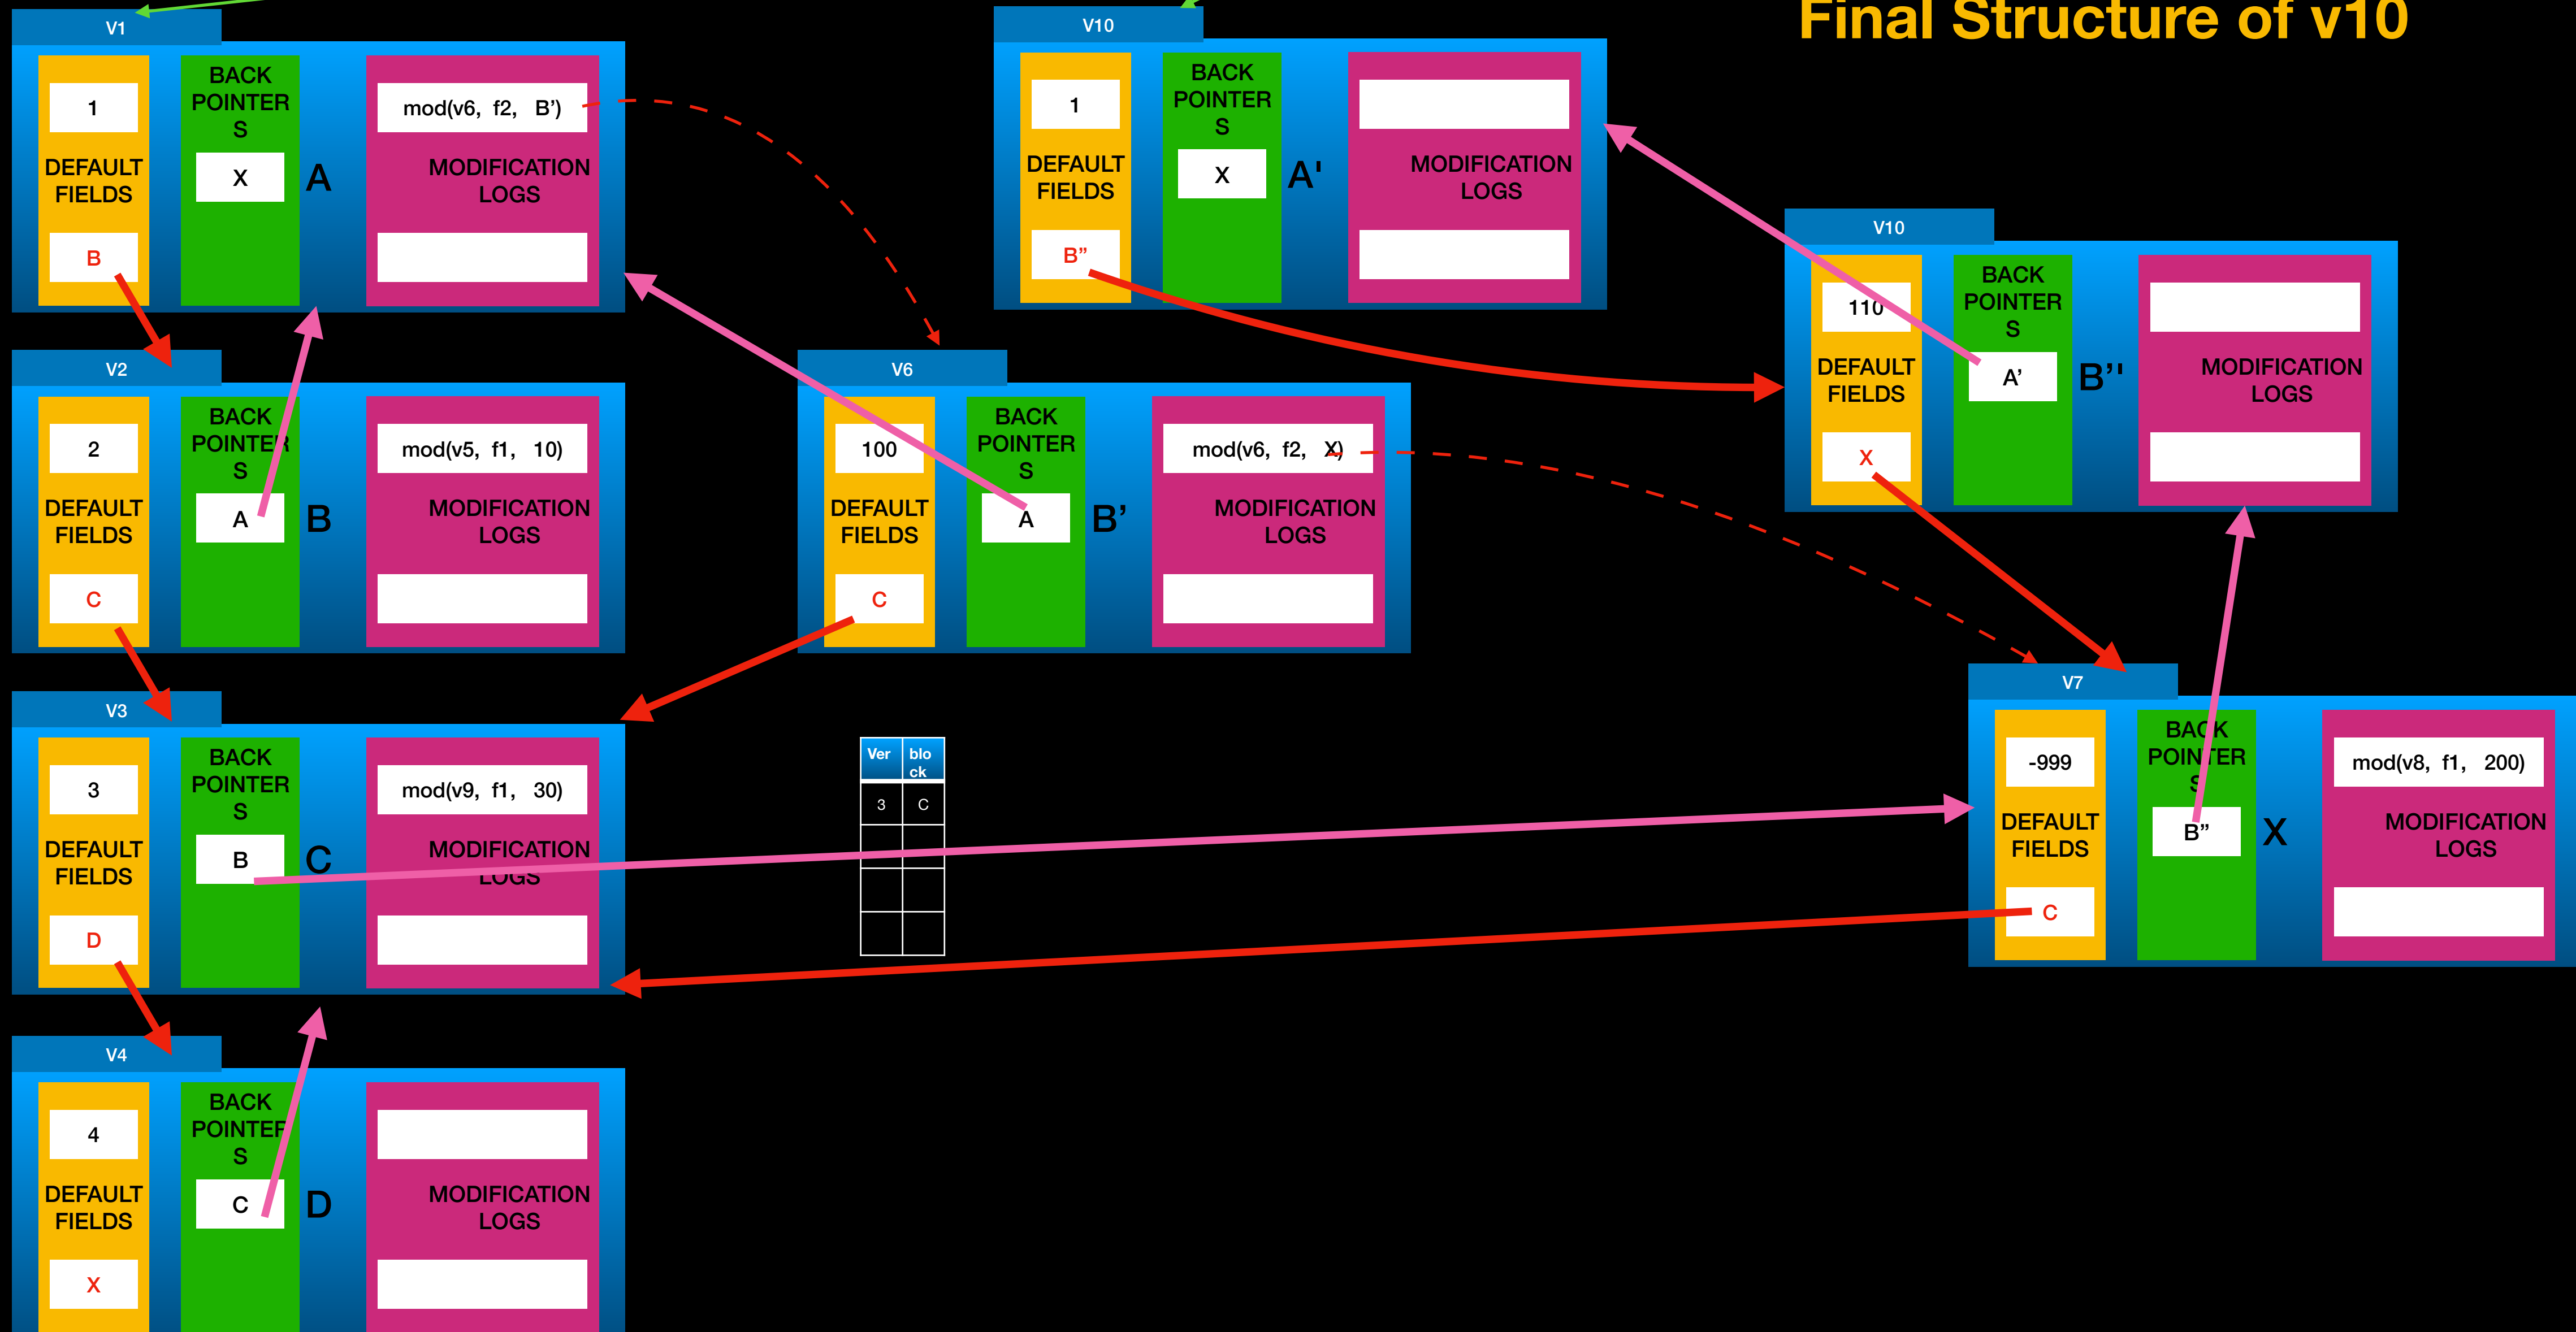 Final Structure of v10
V1
1
DEFAULT
FIELDS
B
BACK
POINTER
S
X
A
mod(v6, f2, B’)
MODIFICATION
LOGS
V10
1
DEFAULT
FIELDS
B”
BACK
POINTER
S
X
A'
MODIFICATION
LOGS
V10
110
DEFAULT
FIELDS
X
BACK
POINTER
S
A’
B''
MODIFICATION
LOGS
V2
2
DEFAULT
FIELDS
C
BACK
POINTER
S
A
B
mod(v5, f1, 10)
MODIFICATION
LOGS
V6
100
DEFAULT
FIELDS
C
BACK
POINTER
S
A
B’
mod(v6, f2, X)
MODIFICATION
LOGS
V3
3
DEFAULT
FIELDS
D
BACK
POINTER
S
B
C
mod(v9, f1, 30)
MODIFICATION
LOGS
Ver blo
ck
3 C
V7
-999
DEFAULT
FIELDS
C
BACK
POINTER
S
B”
X
mod(v8, f1, 200)
MODIFICATION
LOGS
V4
4
DEFAULT
FIELDS
X
BACK
POINTER
S
C
D
MODIFICATION
LOGS